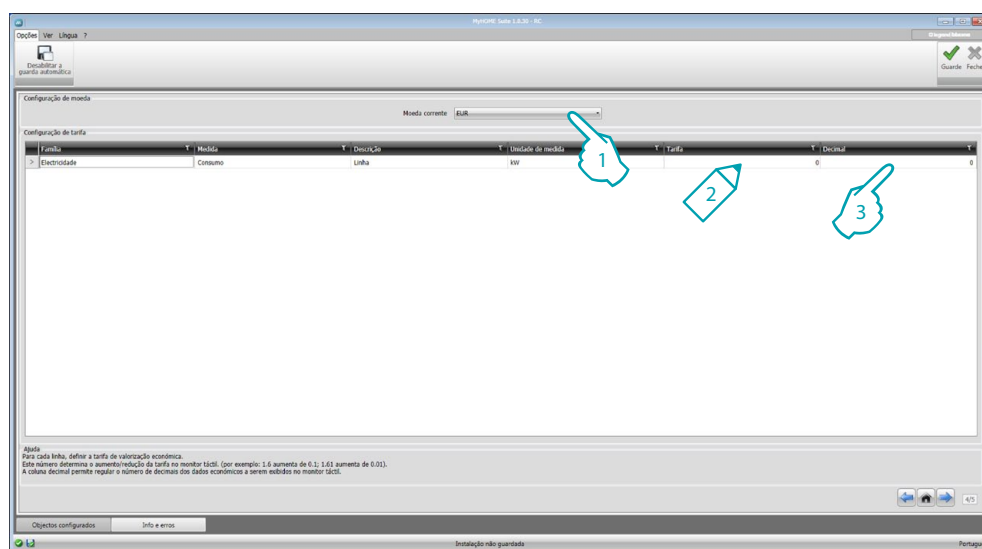 MyHOME Suite 1.0.30 - RC
Opções Ver Língua ?
Desabilitar a
guarda automática
Guarde Feche
Configuração de moeda
Moeda corrente EUR
Configuração de tarifa
Família Medida Descrição Unidade de medida Tarifa Decimal
> Electricidade Consumo Linha kW 0 0
1
2
3
Ajuda
Para cada linha, definir a tarifa de valorização económica.
Este número determina o aumento/redução da tarifa no monitor táctil. (por exemplo: 1.6 aumenta de 0.1; 1.61 aumenta de 0.01).
A coluna decimal permite regular o número de decimais dos dados económicos a serem exibidos no monitor táctil.
4/5
Objectos configurados Info e erros
Instalação não guardada
Portugu